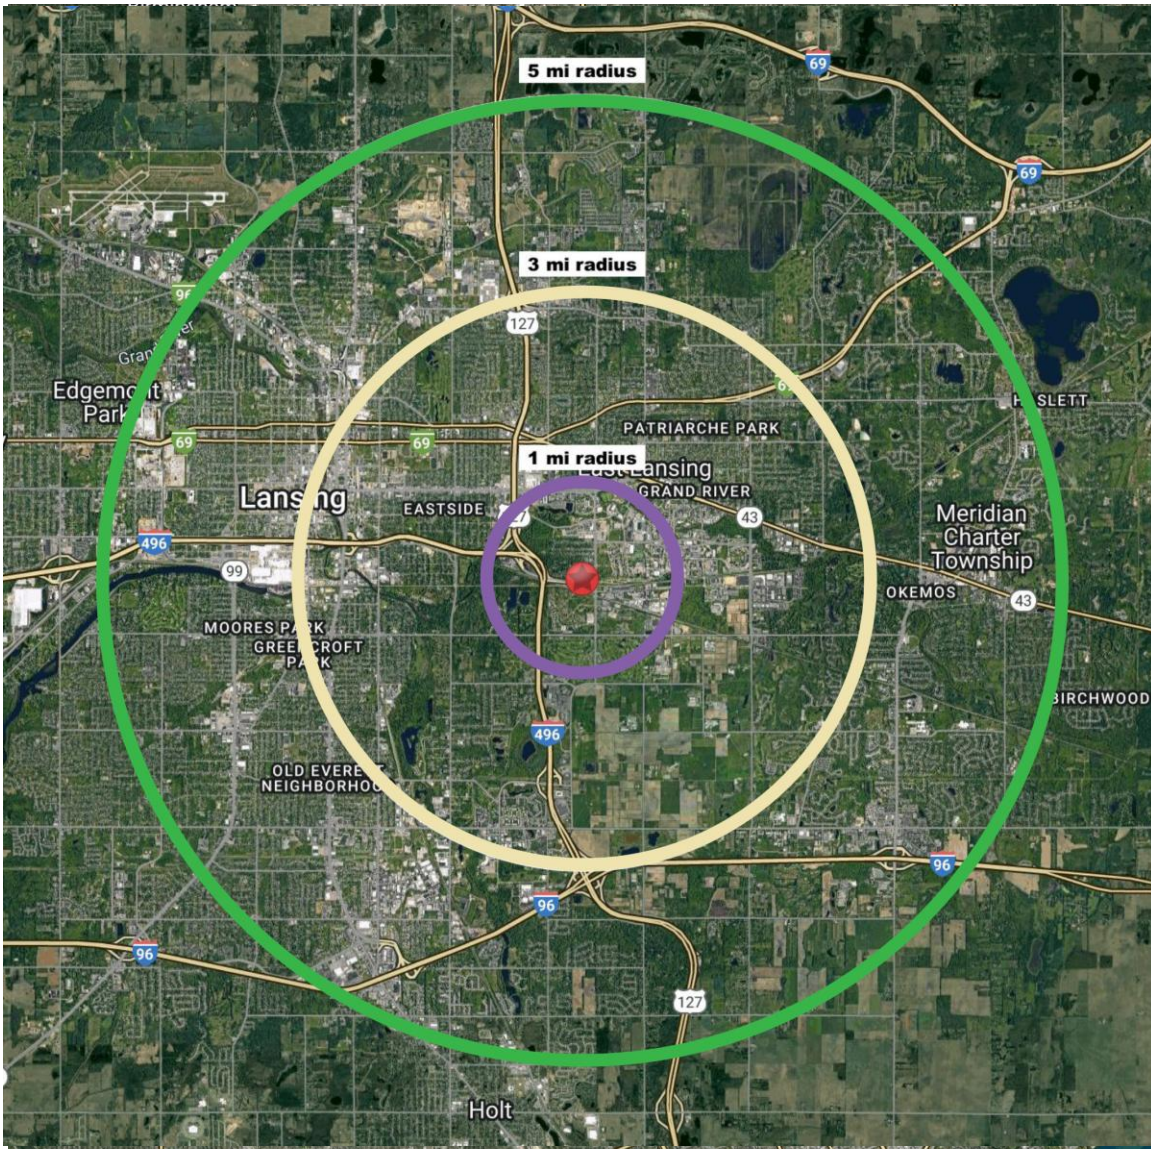 69
5 mi radius
69
3 mi radius
96
127
Edgemont
Park
HASLETT
69
69
PATRIARCHE PARK
1 mi radius
East Lansing
GRAND RIVER
Lansing
EASTSIDE
43
Meridian
Charter
Township
496
99
OKEMOS
43
MOORES PARK
GREENCROFT
PARK
BIRCHWOOD
496
OLD EVERETT
NEIGHBORHOOD
96
96
96
127
Holt